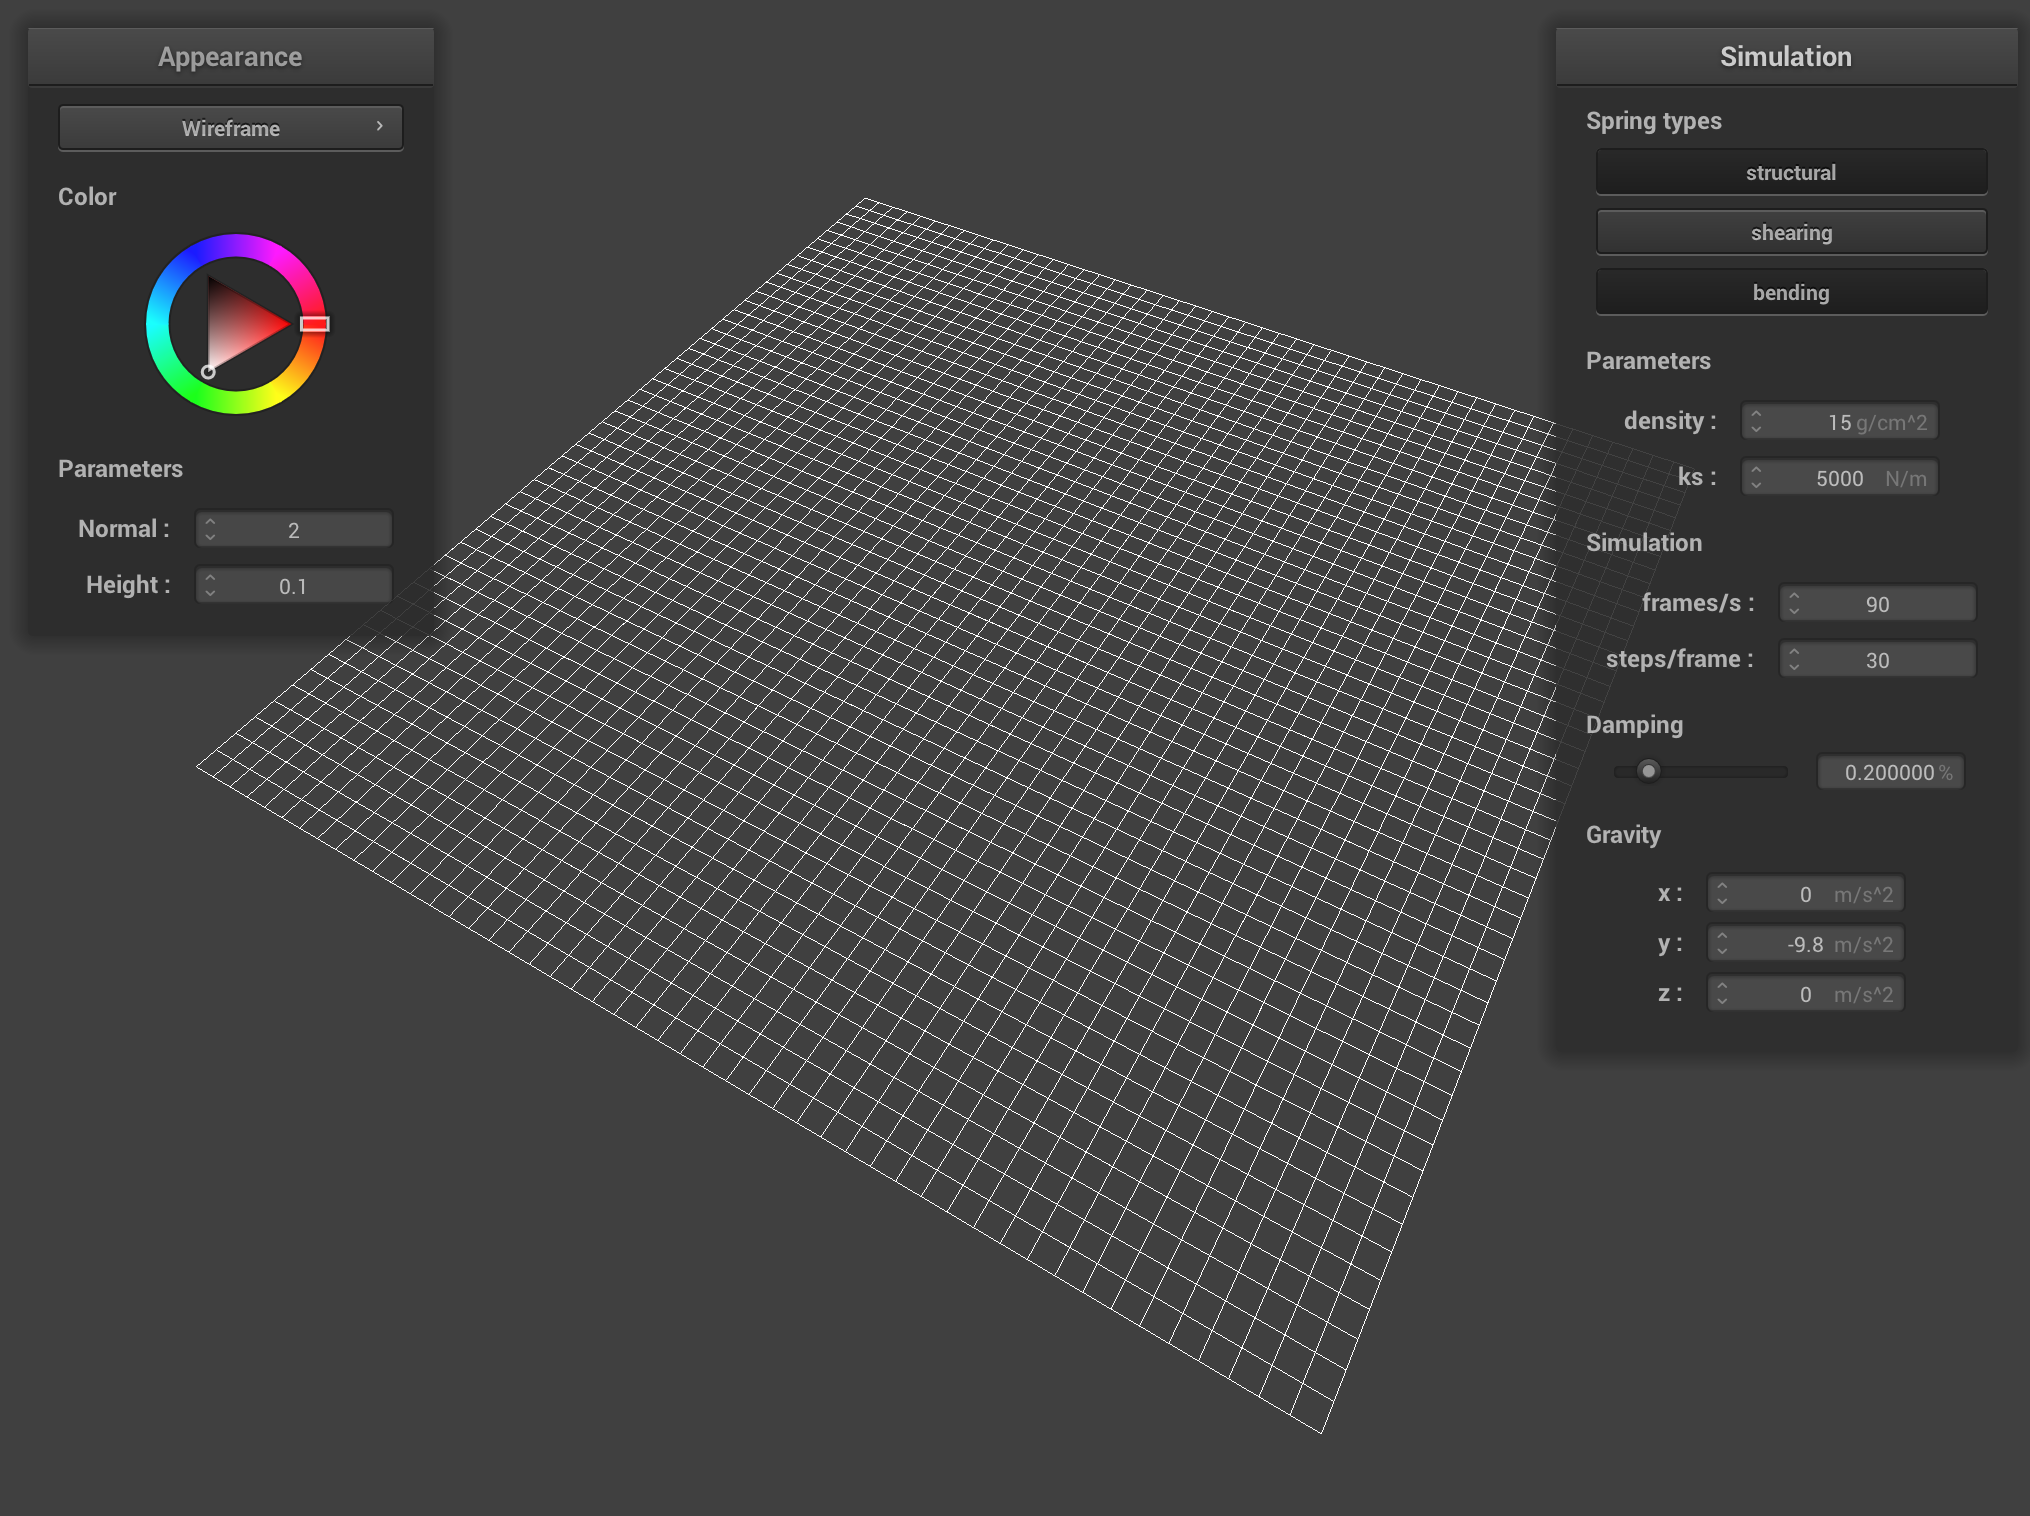 Appearance
Wireframe
Color
Parameters
Normal : 2
Height : 0.1
Simulation
Spring types
structural
shearing
bending
Parameters
density : 15 g/cm^2
ks : 5000 N/m
Simulation
frames/s : 90
steps/frame : 30
Damping
0.200000 %
Gravity
x : 0 m/s^2
y : -9.8 m/s^2
z : 0 m/s^2